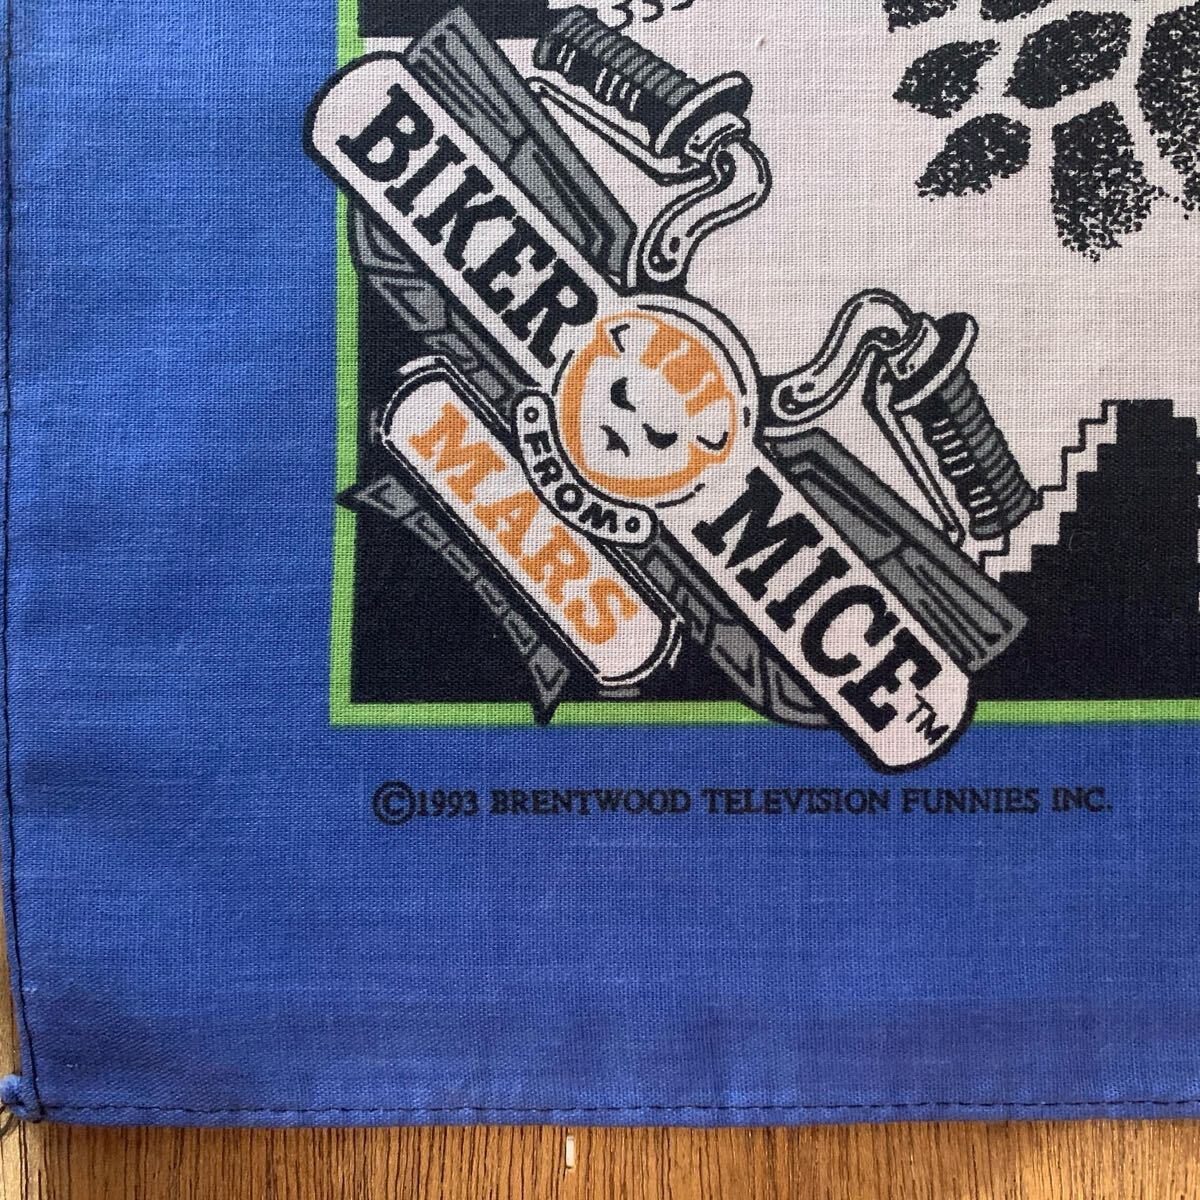 BIKER
MICE™
FROM
MARS
©1993 BRENTWOOD TELEVISION FUNNIES INC.